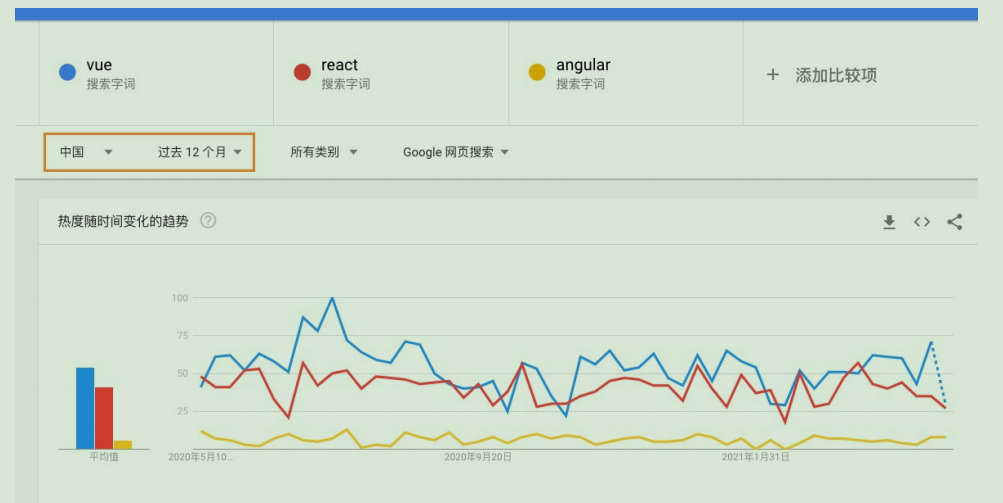 vue
搜索字词
react
搜索字词
angular
搜索字词
+ 添加比较项
中国
过去 12 个月
所有类别
Google 网页搜索
热度随时间变化的趋势 ?
100
75
50
25
平均值
2020年5月10...
2020年9月20日
2021年1月31日